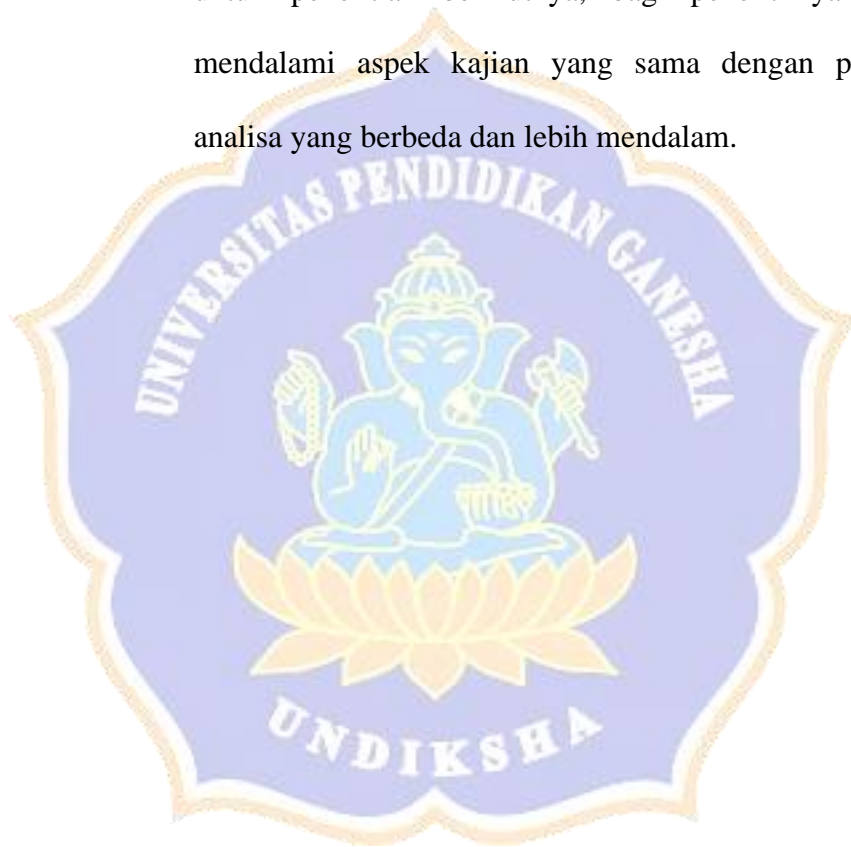 mendalami aspek kajian yang sama dengan p
analisa yang berbeda dan lebih mendalam.
UNIVERSITAS PENDIDIKAN GANESHA
UNDIKSHA